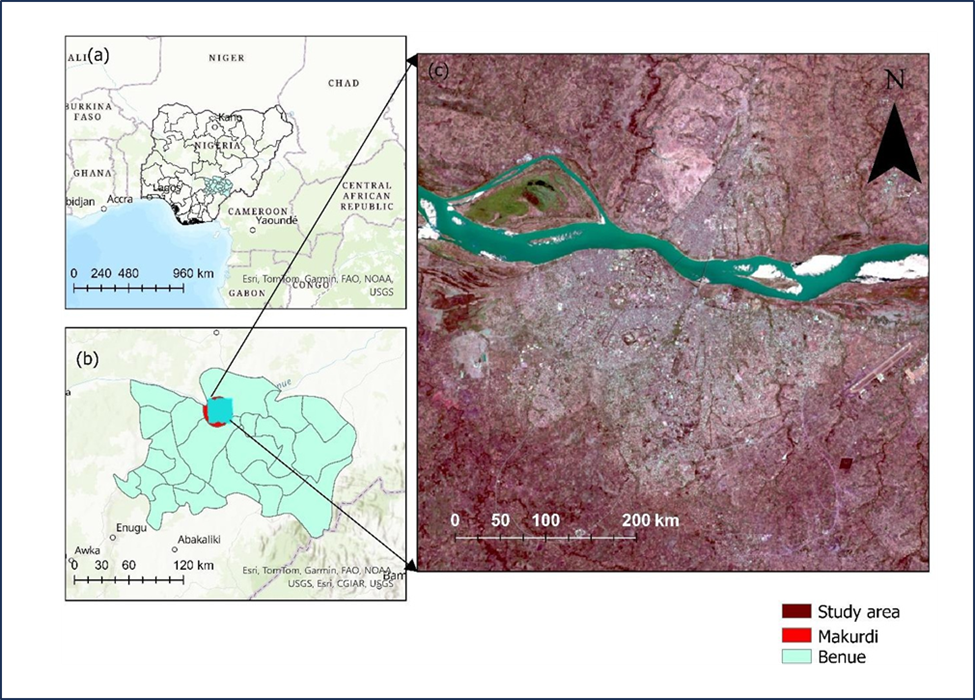 (a)
ALI
NIGER
CHAD
BURKINA
FASO
Kano
NIGERIA
GHANA
Lagos
bidjan
Accra
CENTRAL
AFRICAN
REPUBLIC
CAMEROON
Yaoundé
0 240 480 960 km
Esri, TomTom, Garmin, FAO, NOAA,
USGS
CONGO
GABON
(b)
nue
a
Enugu
Abakaliki
Awka
0 30 60 120 km
Esri, TomTom, Garmin, FAO, NOAA,
USGS, Esri, CGIAR, USGS
Bam
(c)
N
0 50 100 200 km
Study area
Makurdi
Benue